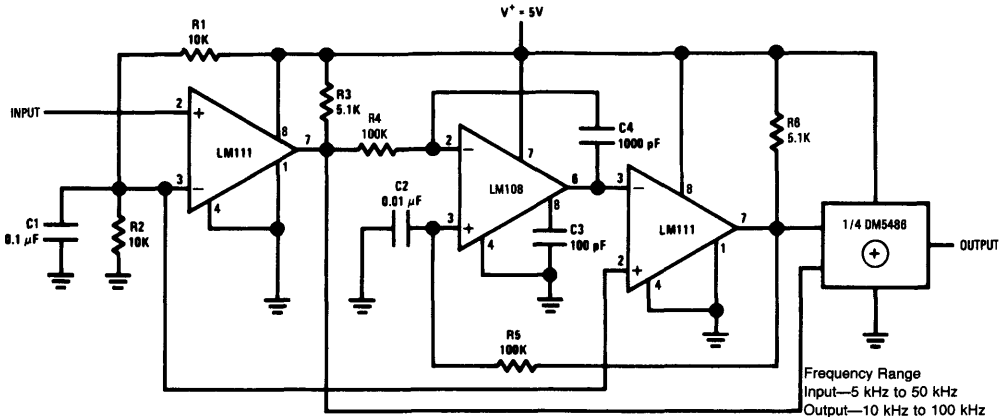 V+ = 5V
R1
10K
R3
5.1K
R4
100K
C4
1000 pF
R6
5.1K
INPUT
2
+
8
LM111
7
1
3
−
4
2
−
7
LM108
6
8
3
+
4
C2
0.01 µF
C3
100 pF
3
−
8
LM111
7
1
2
+
4
1/4 DM5486
+
OUTPUT
C1
0.1 µF
R2
10K
R5
100K
Frequency Range
Input—5 kHz to 50 kHz
Output—10 kHz to 100 kHz